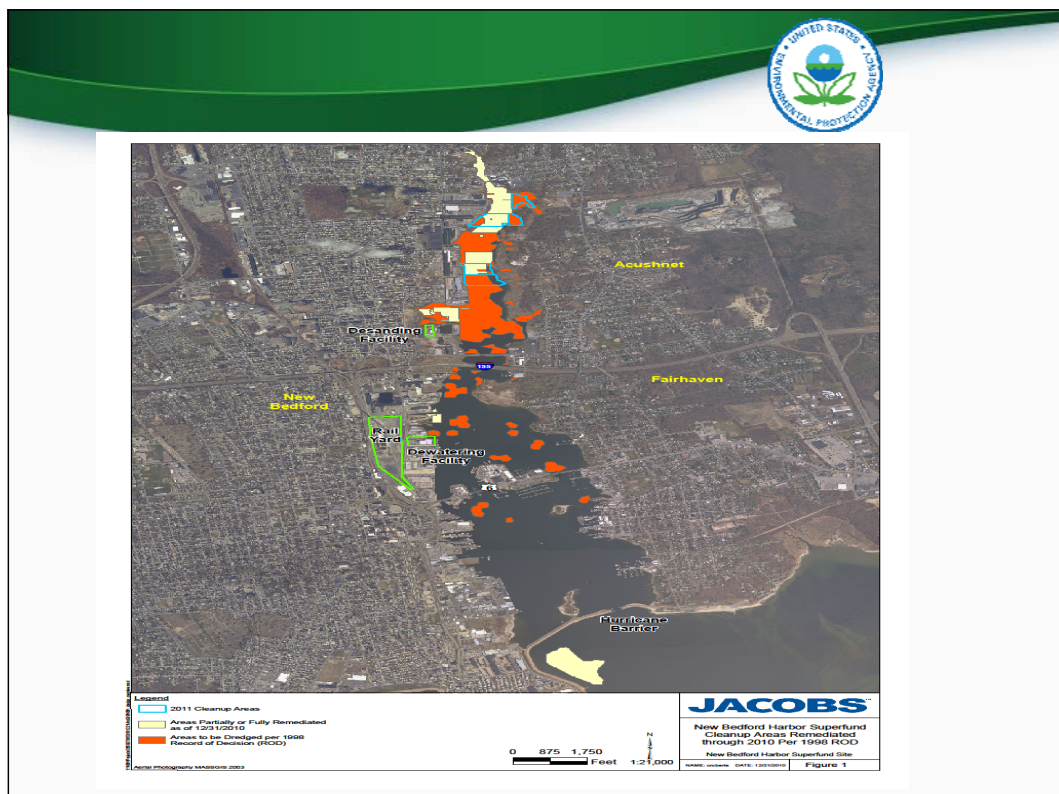 UNITED STATES
ENVIRONMENTAL PROTECTION AGENCY
Acushnet
Desanding
Facility
195
Fairhaven
New
Bedford
Rail
Yard
Dewatering
Facility
6
Hurricane
Barrier
Legend
2011 Cleanup Areas
Areas Partially or Fully Remediated
as of 12/31/2010
Areas to be Dredged per 1998
Record of Decision (ROD)
Aerial Photography MASSGIS 2003
0 875 1,750
Feet
N
1:21,000
JACOBS
New Bedford Harbor Superfund
Cleanup Areas Remediated
through 2010 Per 1998 ROD
New Bedford Harbor Superfund Site
DATE: 12/21/2010
Figure 1